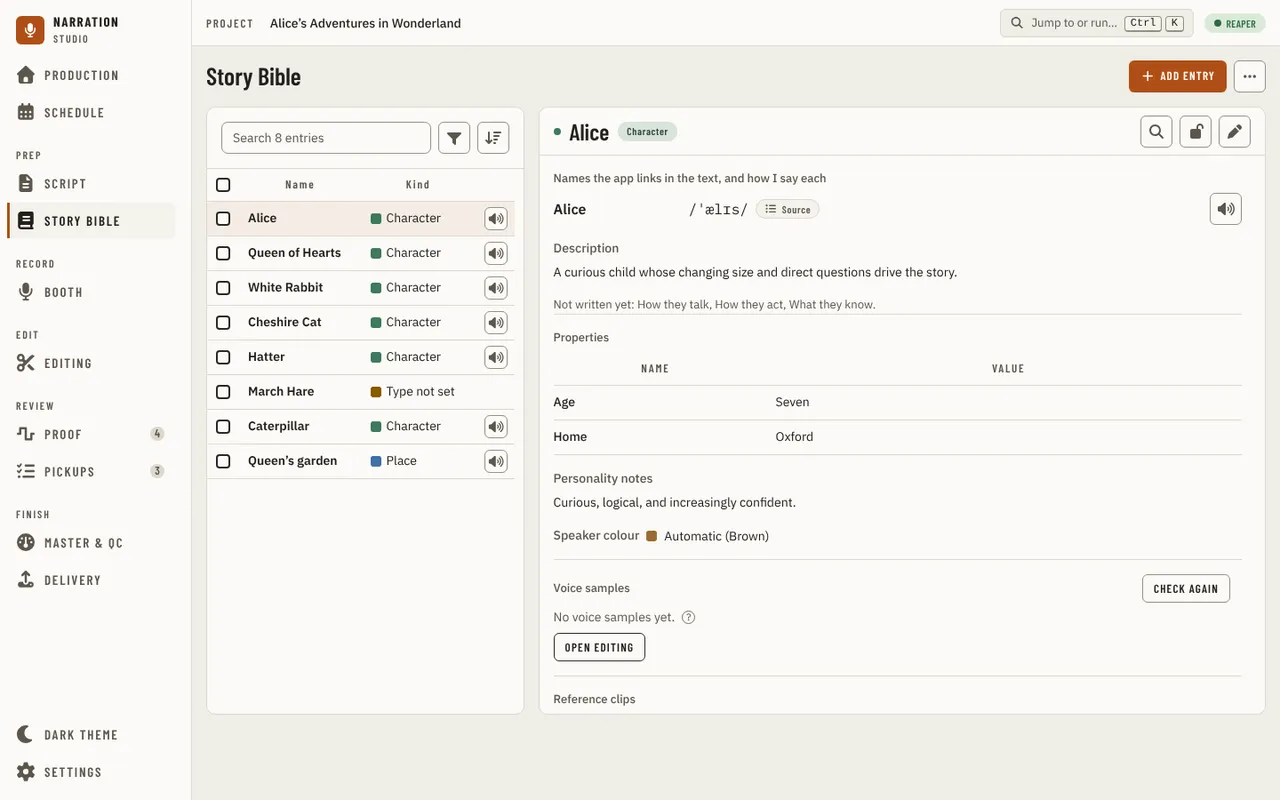 NARRATION
STUDIO
PRODUCTION
SCHEDULE
PREP
SCRIPT
STORY BIBLE
RECORD
BOOTH
EDIT
EDITING
REVIEW
PROOF 4
PICKUPS 3
FINISH
MASTER & QC
DELIVERY
DARK THEME
SETTINGS
PROJECT Alice’s Adventures in Wonderland
Jump to or run... Ctrl K
REAPER
Story Bible
ADD ENTRY
Search 8 entries
Name Kind
Alice Character
Queen of Hearts Character
White Rabbit Character
Cheshire Cat Character
Hatter Character
March Hare Type not set
Caterpillar Character
Queen’s garden Place
Alice Character
Names the app links in the text, and how I say each
Alice /ˈælɪs/ Source
Description
A curious child whose changing size and direct questions drive the story.
Not written yet: How they talk, How they act, What they know.
Properties
NAME VALUE
Age Seven
Home Oxford
Personality notes
Curious, logical, and increasingly confident.
Speaker colour Automatic (Brown)
Voice samples CHECK AGAIN
No voice samples yet. ?
OPEN EDITING
Reference clips